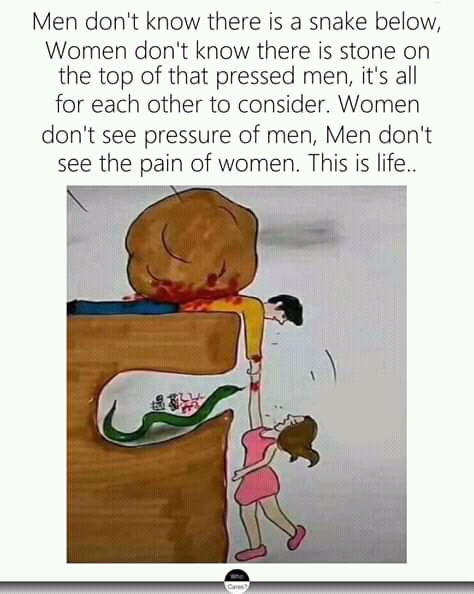 Men don't know there is a snake below,
Women don't know there is stone on
the top of that pressed men, it's all
for each other to consider. Women
don't see pressure of men, Men don't
see the pain of women. This is life..
Who
Cares?